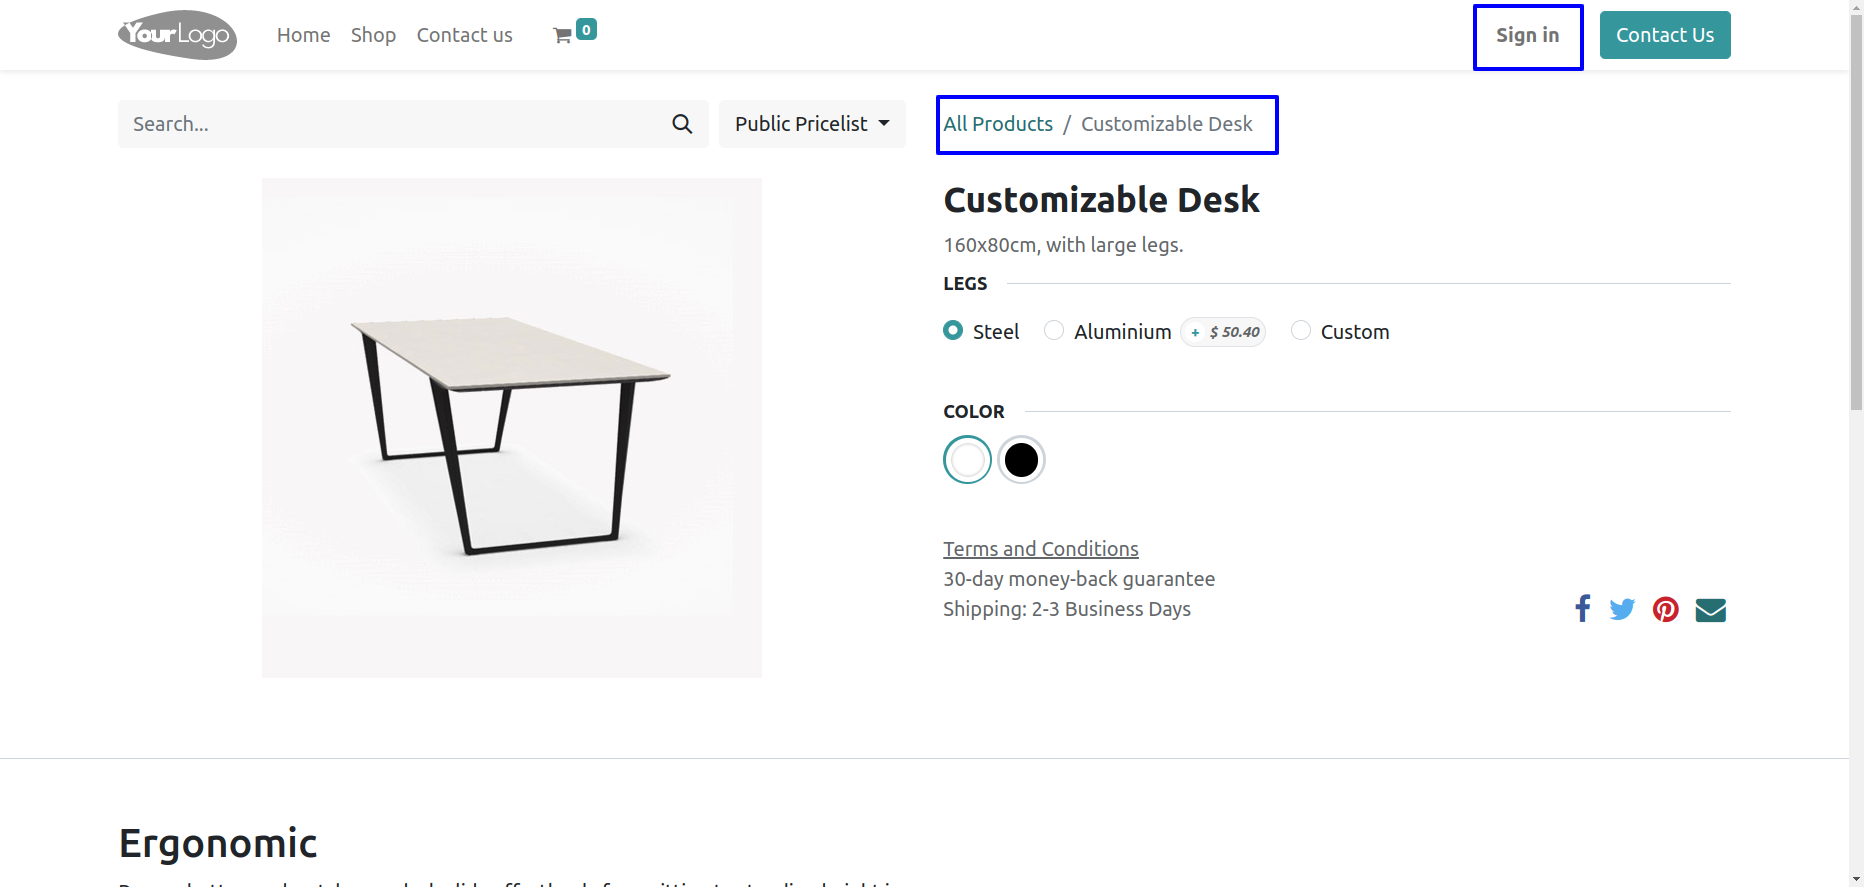 YourLogo Home Shop Contact us 0 Sign in Contact Us
Search... Public Pricelist All Products / Customizable Desk
Customizable Desk
160x80cm, with large legs.
LEGS
Steel Aluminium + $ 50.40 Custom
COLOR
Terms and Conditions
30-day money-back guarantee
Shipping: 2-3 Business Days
Ergonomic